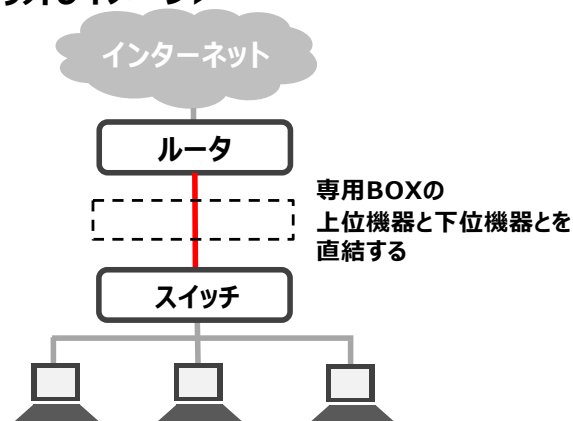 インターネット
ルータ
専用BOXの
上位機器と下位機器とを
直結する
スイッチ